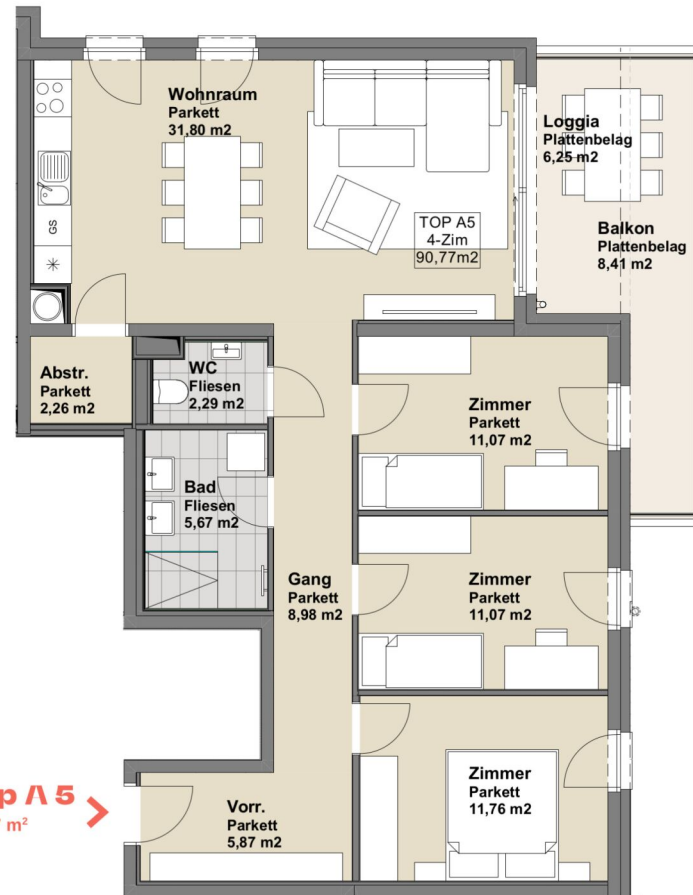 Wohnraum
Parkett
31,80 m2
Loggia
Plattenbelag
6,25 m2
GS
TOP A5
4-Zim
90,77m2
Balkon
Plattenbelag
8,41 m2
Abstr.
Parkett
2,26 m2
WC
Fliesen
2,29 m2
Zimmer
Parkett
11,07 m2
Bad
Fliesen
5,67 m2
Gang
Parkett
8,98 m2
Zimmer
Parkett
11,07 m2
Zimmer
Parkett
11,76 m2
p A 5
m²
Vorr.
Parkett
5,87 m2